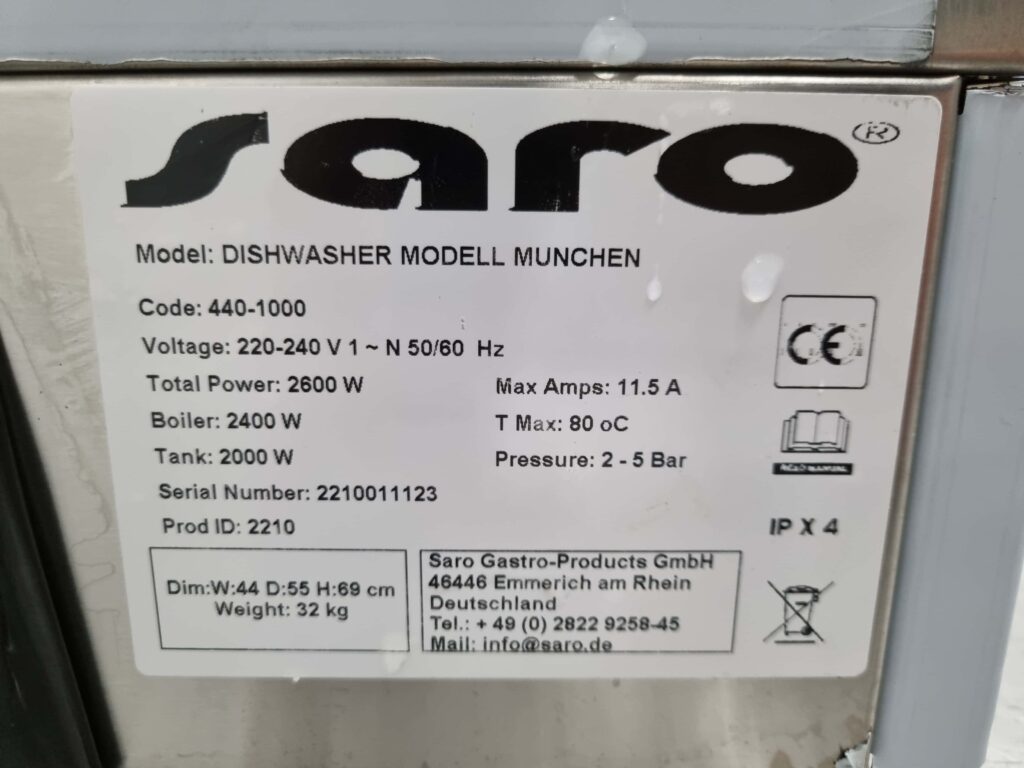 saro®
Model: DISHWASHER MODELL MUNCHEN
Code: 440-1000
Voltage: 220-240 V 1 ~ N 50/60 Hz
Total Power: 2600 W
Max Amps: 11.5 A
Boiler: 2400 W
T Max: 80 oC
Tank: 2000 W
Pressure: 2 - 5 Bar
Serial Number: 2210011123
Prod ID: 2210
CE
READ MANUAL
IP X 4
Dim:W:44 D:55 H:69 cm
Weight: 32 kg
Saro Gastro-Products GmbH
46446 Emmerich am Rhein
Deutschland
Tel.: + 49 (0) 2822 9258-45
Mail: info@saro.de